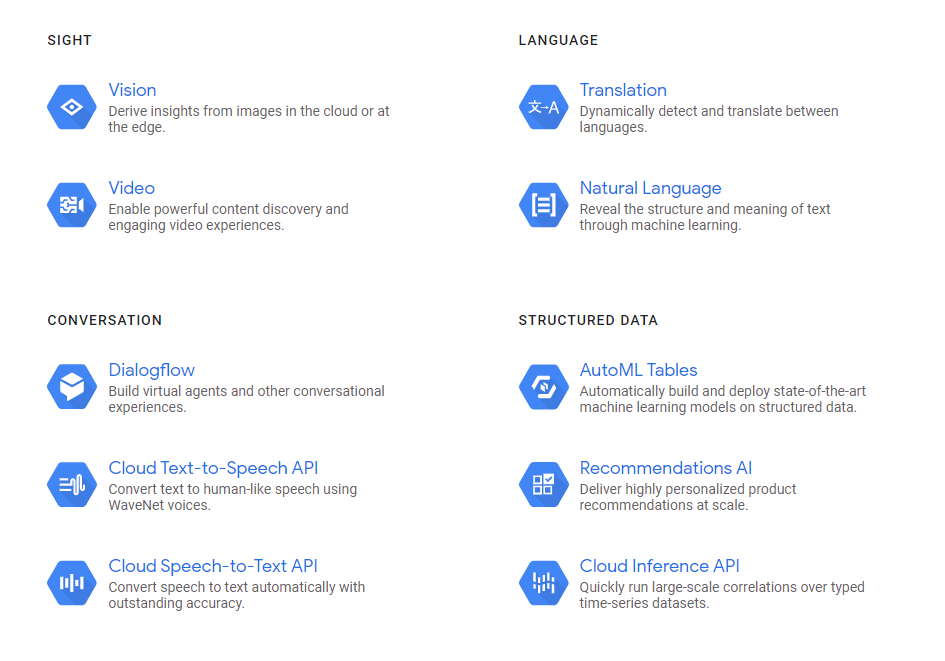 SIGHT
Vision
Derive insights from images in the cloud or at
the edge.
Video
Enable powerful content discovery and
engaging video experiences.
LANGUAGE
文→A
Translation
Dynamically detect and translate between
languages.
Natural Language
Reveal the structure and meaning of text
through machine learning.
CONVERSATION
Dialogflow
Build virtual agents and other conversational
experiences.
Cloud Text-to-Speech API
Convert text to human-like speech using
WaveNet voices.
Cloud Speech-to-Text API
Convert speech to text automatically with
outstanding accuracy.
STRUCTURED DATA
AutoML Tables
Automatically build and deploy state-of-the-art
machine learning models on structured data.
Recommendations AI
Deliver highly personalized product
recommendations at scale.
Cloud Inference API
Quickly run large-scale correlations over typed
time-series datasets.